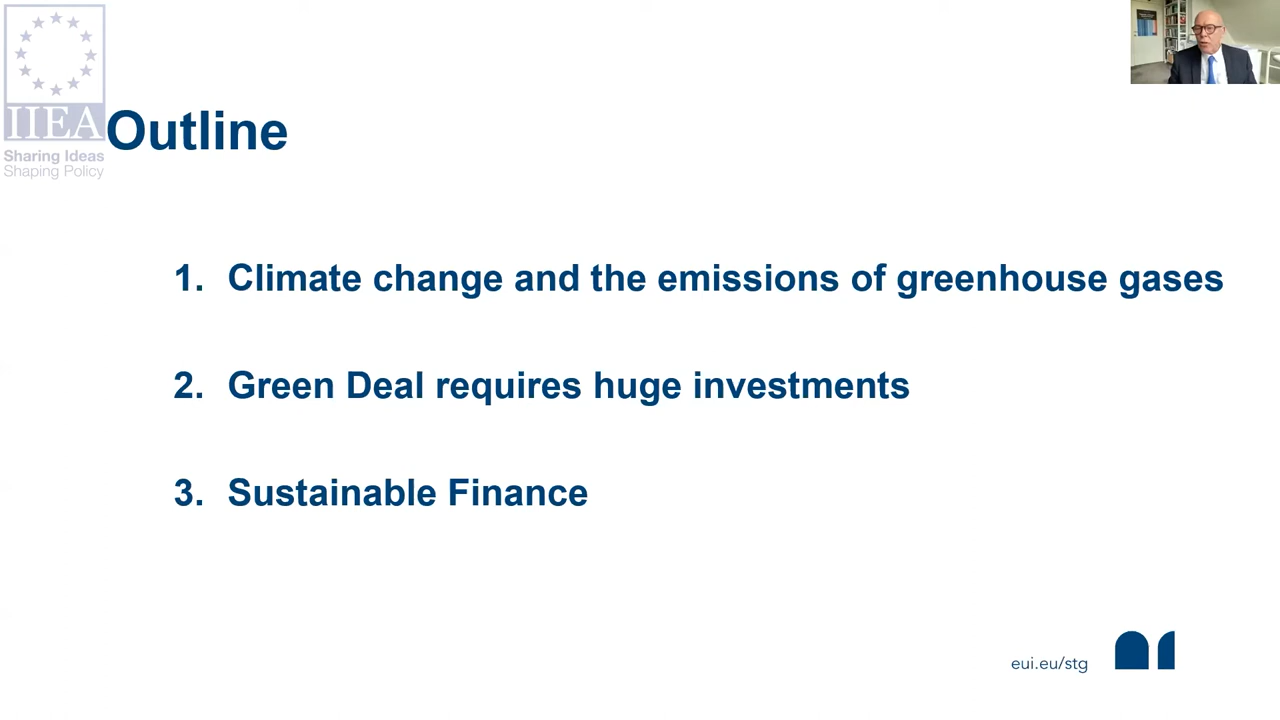 IIEA
Sharing Ideas
Shaping Policy
Outline
1. Climate change and the emissions of greenhouse gases
2. Green Deal requires huge investments
3. Sustainable Finance
eui.eu/stg